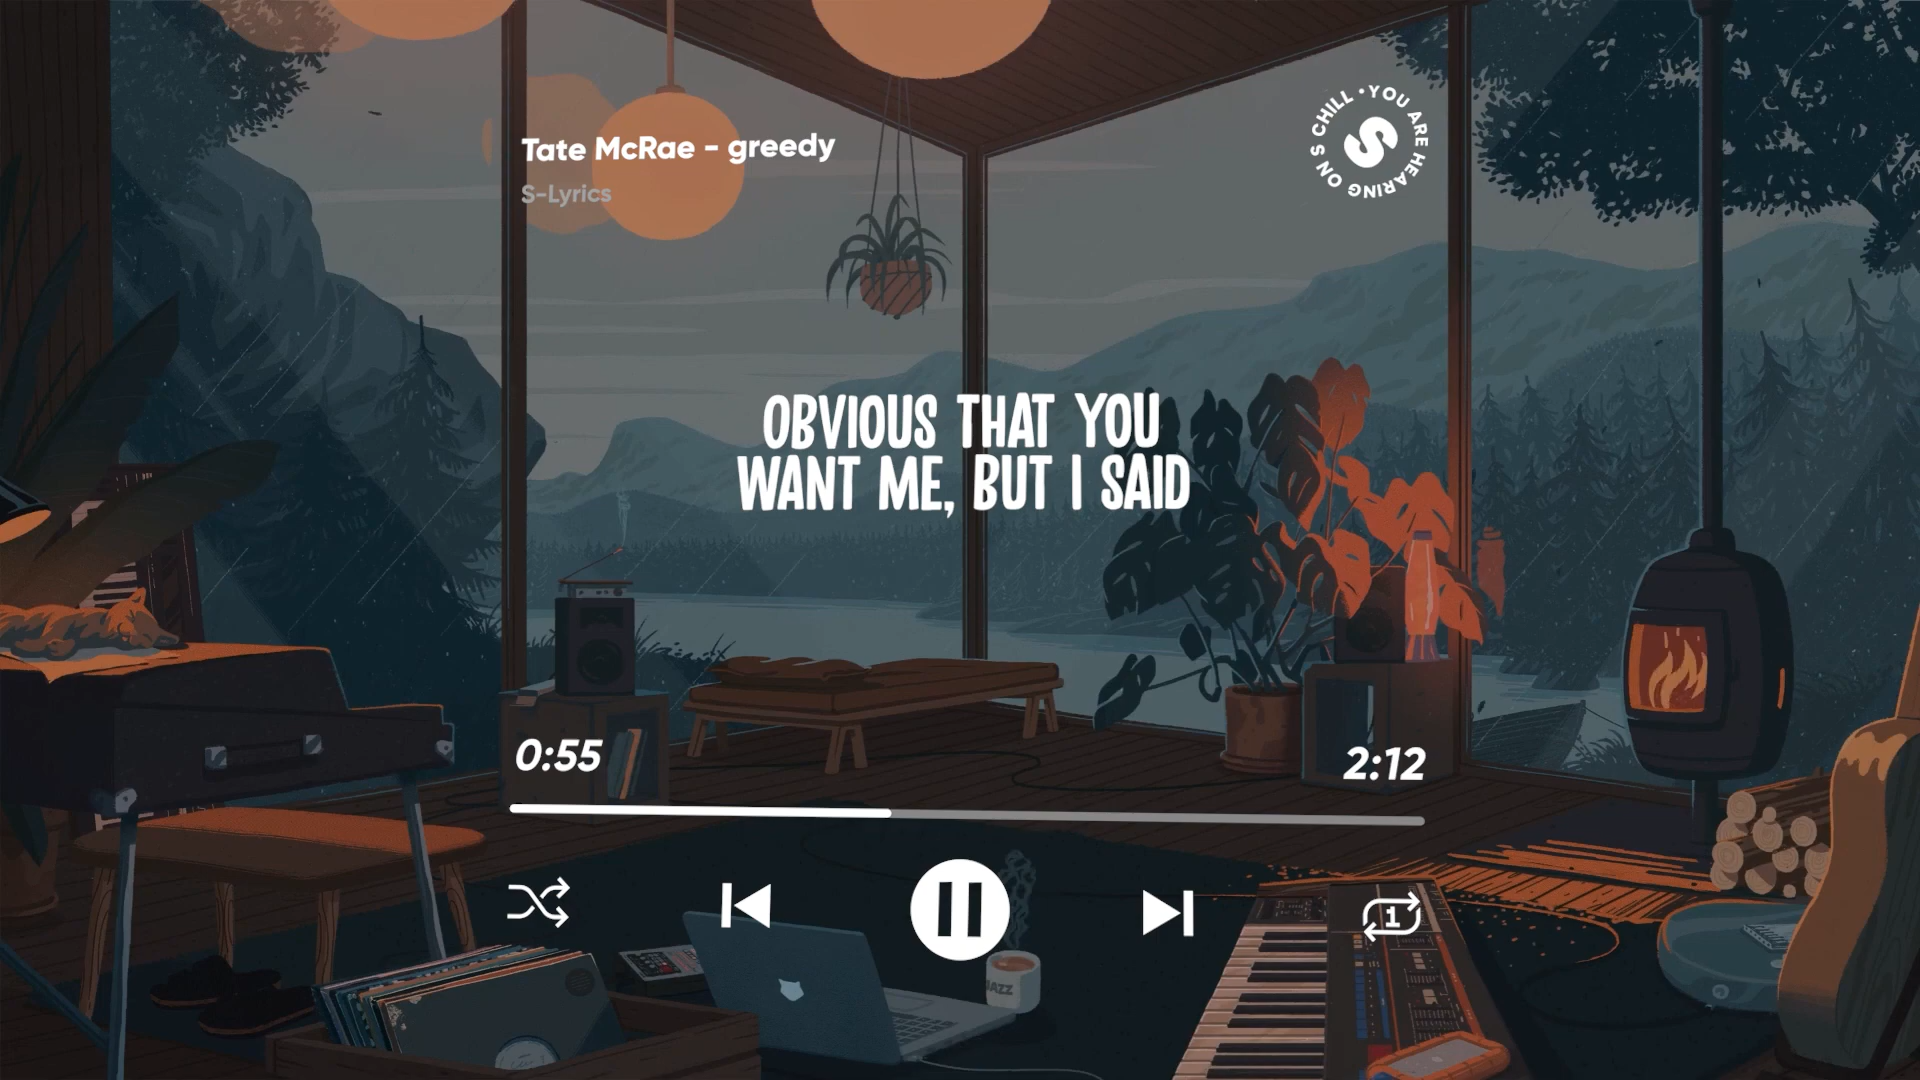 Tate McRae - greedy
S-Lyrics
YOU ARE HEARING ON S CHILL •
S
OBVIOUS THAT YOU
WANT ME, BUT I SAID
0:55
2:12
1
JAZZ